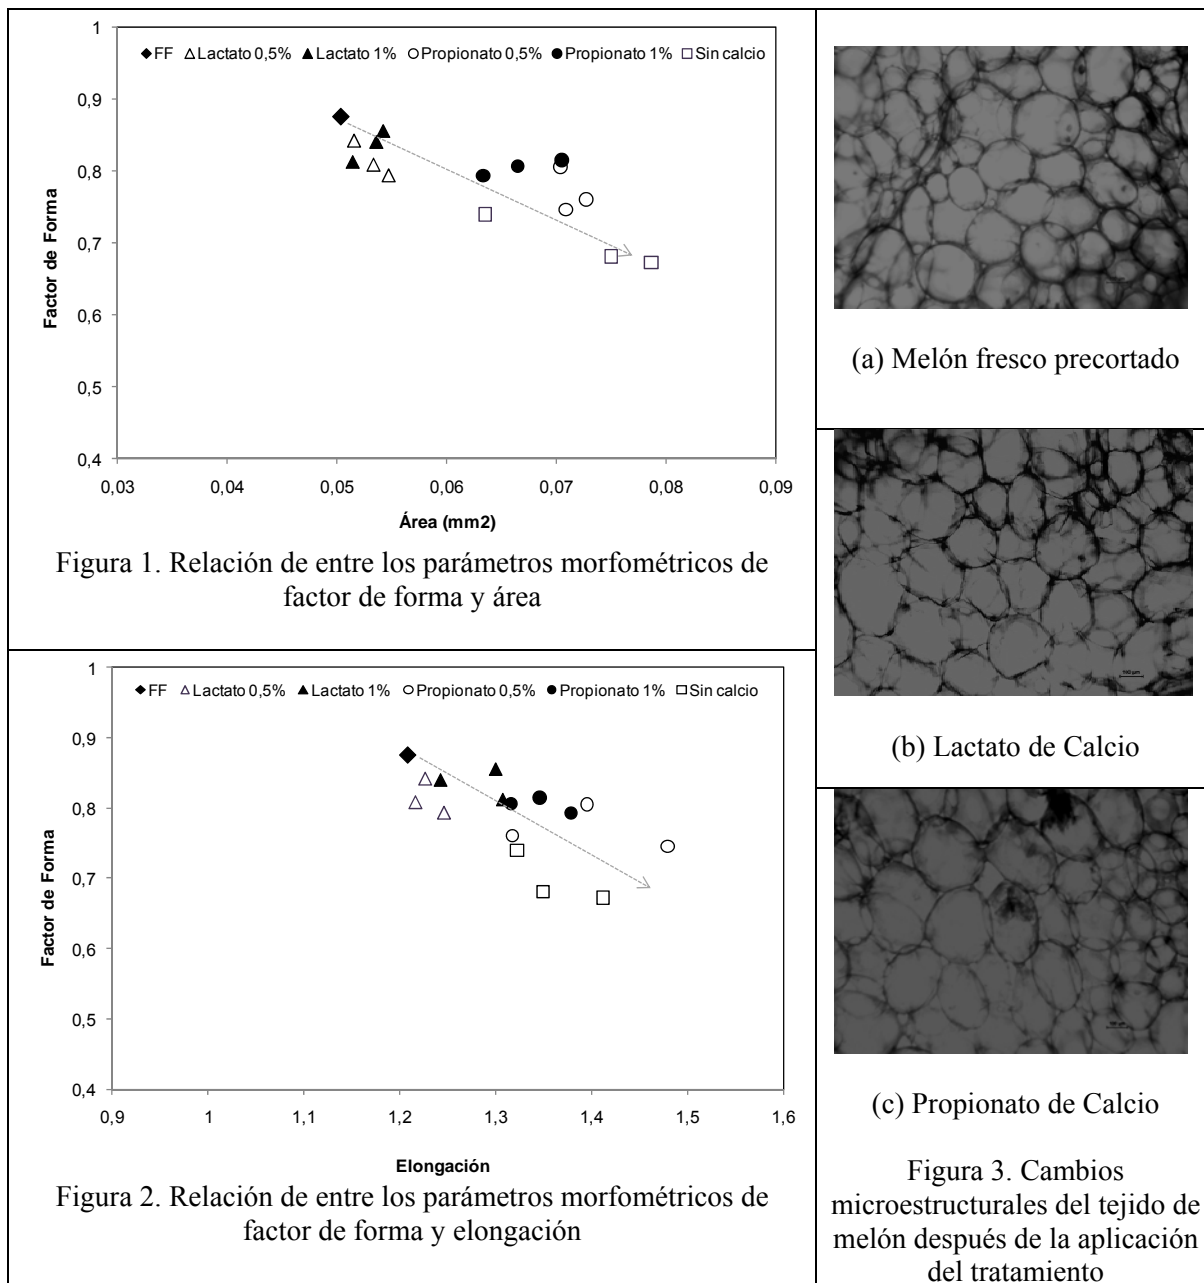 1
◆FF △Lactato 0,5% ▲Lactato 1% ○Propionato 0,5% ●Propionato 1% □Sin calcio
0,9
0,8
0,7
0,6
0,5
0,4
Factor de Forma
0,03 0,04 0,05 0,06 0,07 0,08 0,09
Área (mm2)
Figura 1. Relación de entre los parámetros morfométricos de
factor de forma y área
1
◆FF △Lactato 0,5% ▲Lactato 1% ○Propionato 0,5% ●Propionato 1% □Sin calcio
0,9
0,8
0,7
0,6
0,5
0,4
Factor de Forma
0,9 1 1,1 1,2 1,3 1,4 1,5 1,6
Elongación
Figura 2. Relación de entre los parámetros morfométricos de
factor de forma y elongación
(a) Melón fresco precortado
(b) Lactato de Calcio
(c) Propionato de Calcio
Figura 3. Cambios
microestructurales del tejido de
melón después de la aplicación
del tratamiento